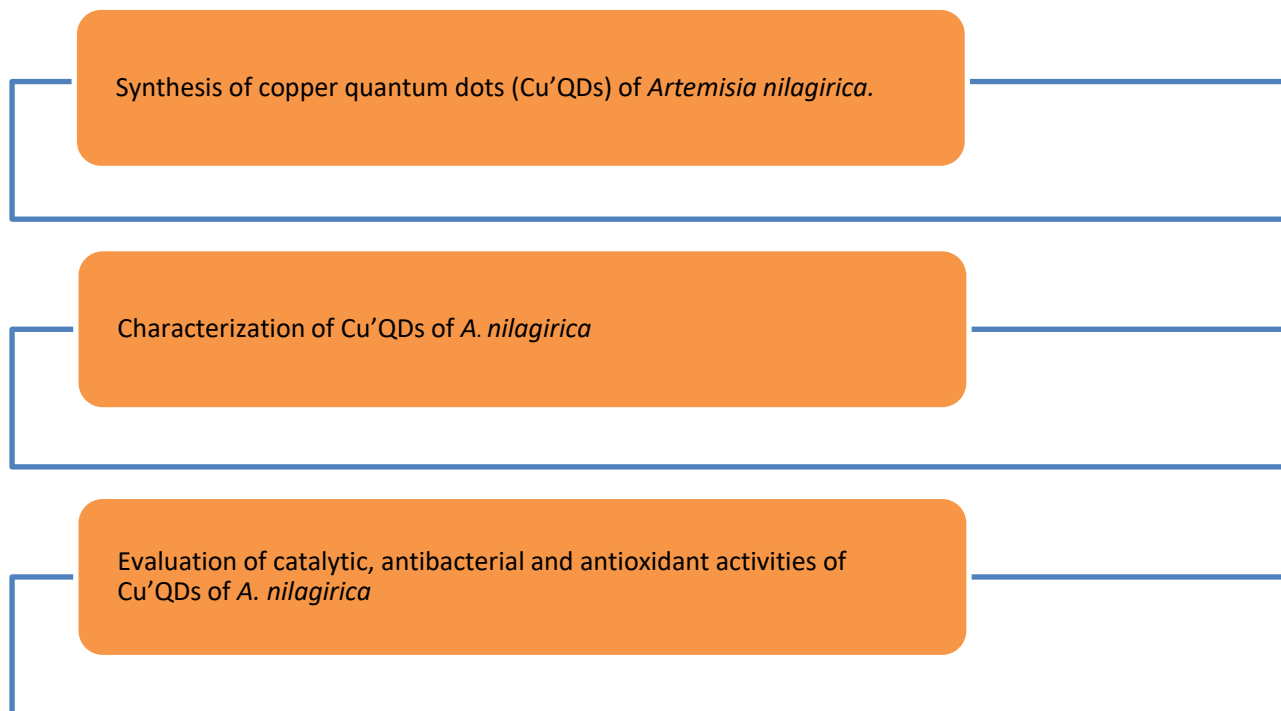 Synthesis of copper quantum dots (Cu’QDs) of Artemisia nilagirica.
Characterization of Cu’QDs of A. nilagirica
Evaluation of catalytic, antibacterial and antioxidant activities of
Cu’QDs of A. nilagirica